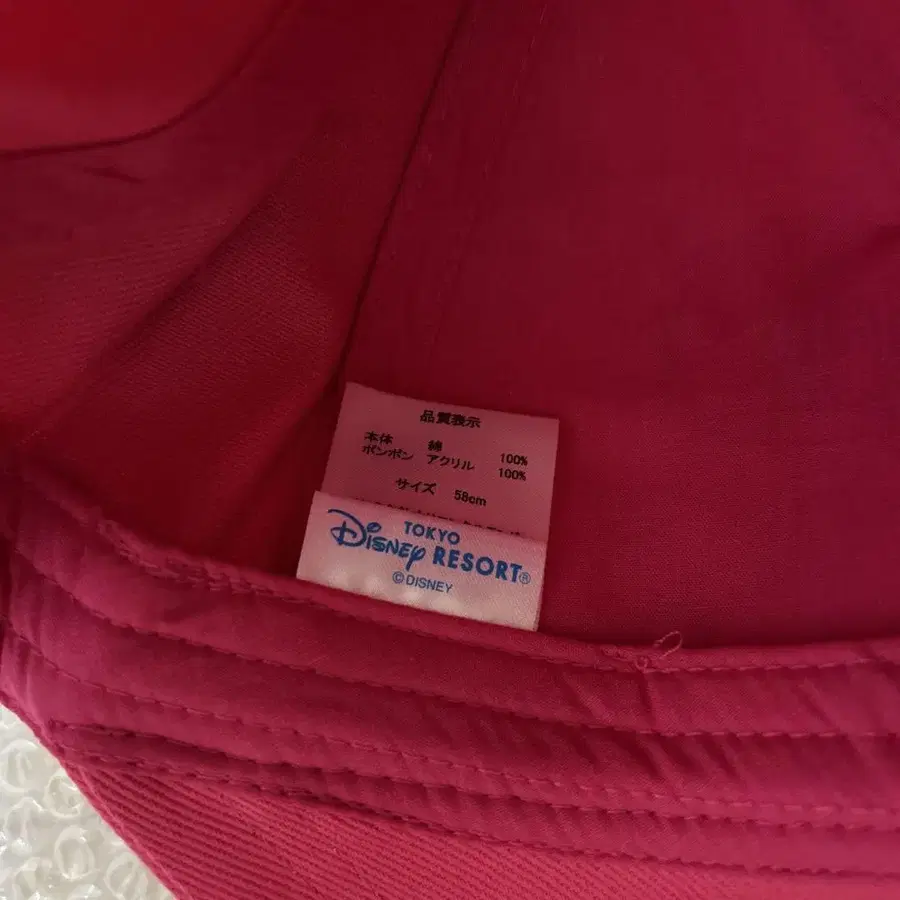 品質表示
本体 綿 100%
ポンポン アクリル 100%
サイズ 58cm
TOKYO
Disney RESORT®
©DISNEY